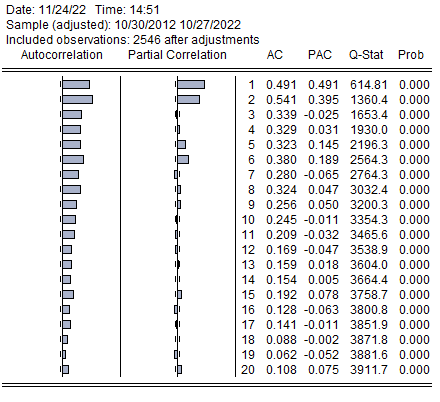 Date: 11/24/22 Time: 14:51
Sample (adjusted): 10/30/2012 10/27/2022
Included observations: 2546 after adjustments
Autocorrelation Partial Correlation AC PAC Q-Stat Prob
1 0.491 0.491 614.81 0.000
2 0.541 0.395 1360.4 0.000
3 0.339 -0.025 1653.4 0.000
4 0.329 0.031 1930.0 0.000
5 0.323 0.145 2196.3 0.000
6 0.380 0.189 2564.3 0.000
7 0.280 -0.065 2764.3 0.000
8 0.324 0.047 3032.4 0.000
9 0.256 0.050 3200.3 0.000
10 0.245 -0.011 3354.3 0.000
11 0.209 -0.032 3465.6 0.000
12 0.169 -0.047 3538.9 0.000
13 0.159 0.018 3604.0 0.000
14 0.154 0.005 3664.4 0.000
15 0.192 0.078 3758.7 0.000
16 0.128 -0.063 3800.8 0.000
17 0.141 -0.011 3851.9 0.000
18 0.088 -0.002 3871.8 0.000
19 0.062 -0.052 3881.6 0.000
20 0.108 0.075 3911.7 0.000